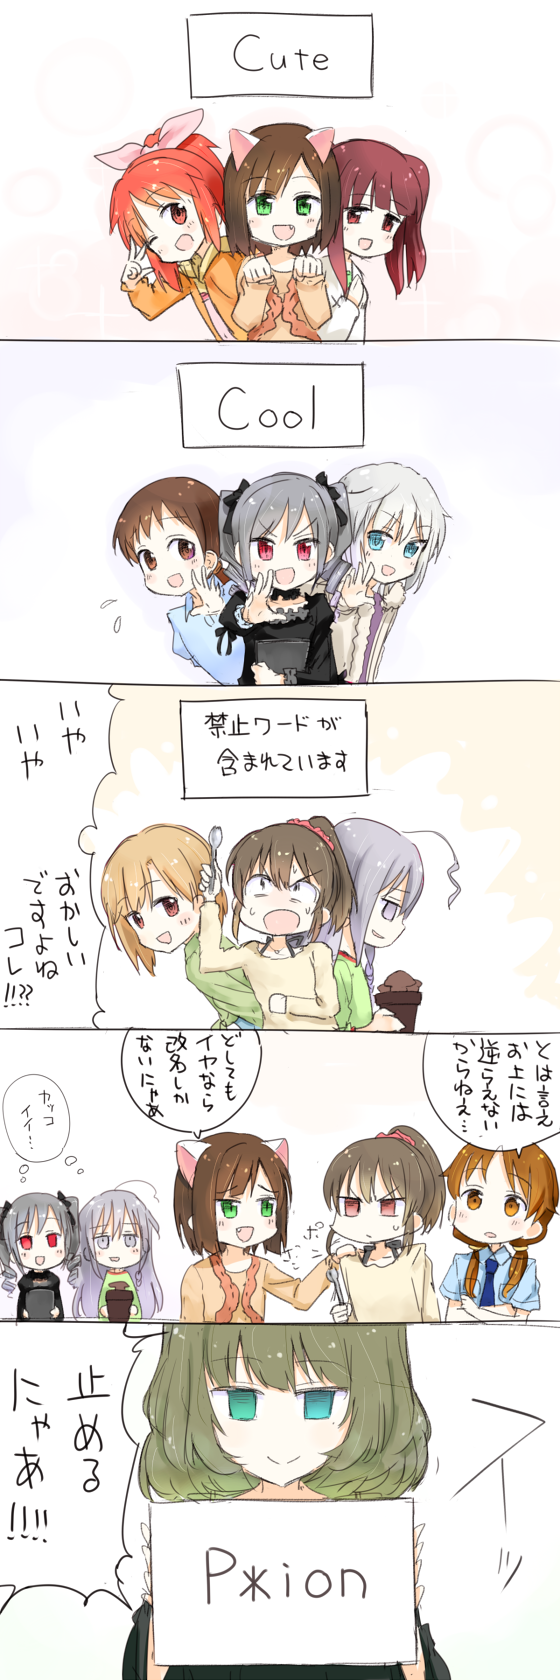 Cute
Cool
禁止ワードが
含まれています
いや
いや
おかしい
ですよね
コレ!!??
とは言え
お上には
逆らえない
からねぇ…
どしても
イヤなら
改名しか
ないにゃあ
カッコ
イイ…
ポン
P*ion
止める
にゃあ!!!!